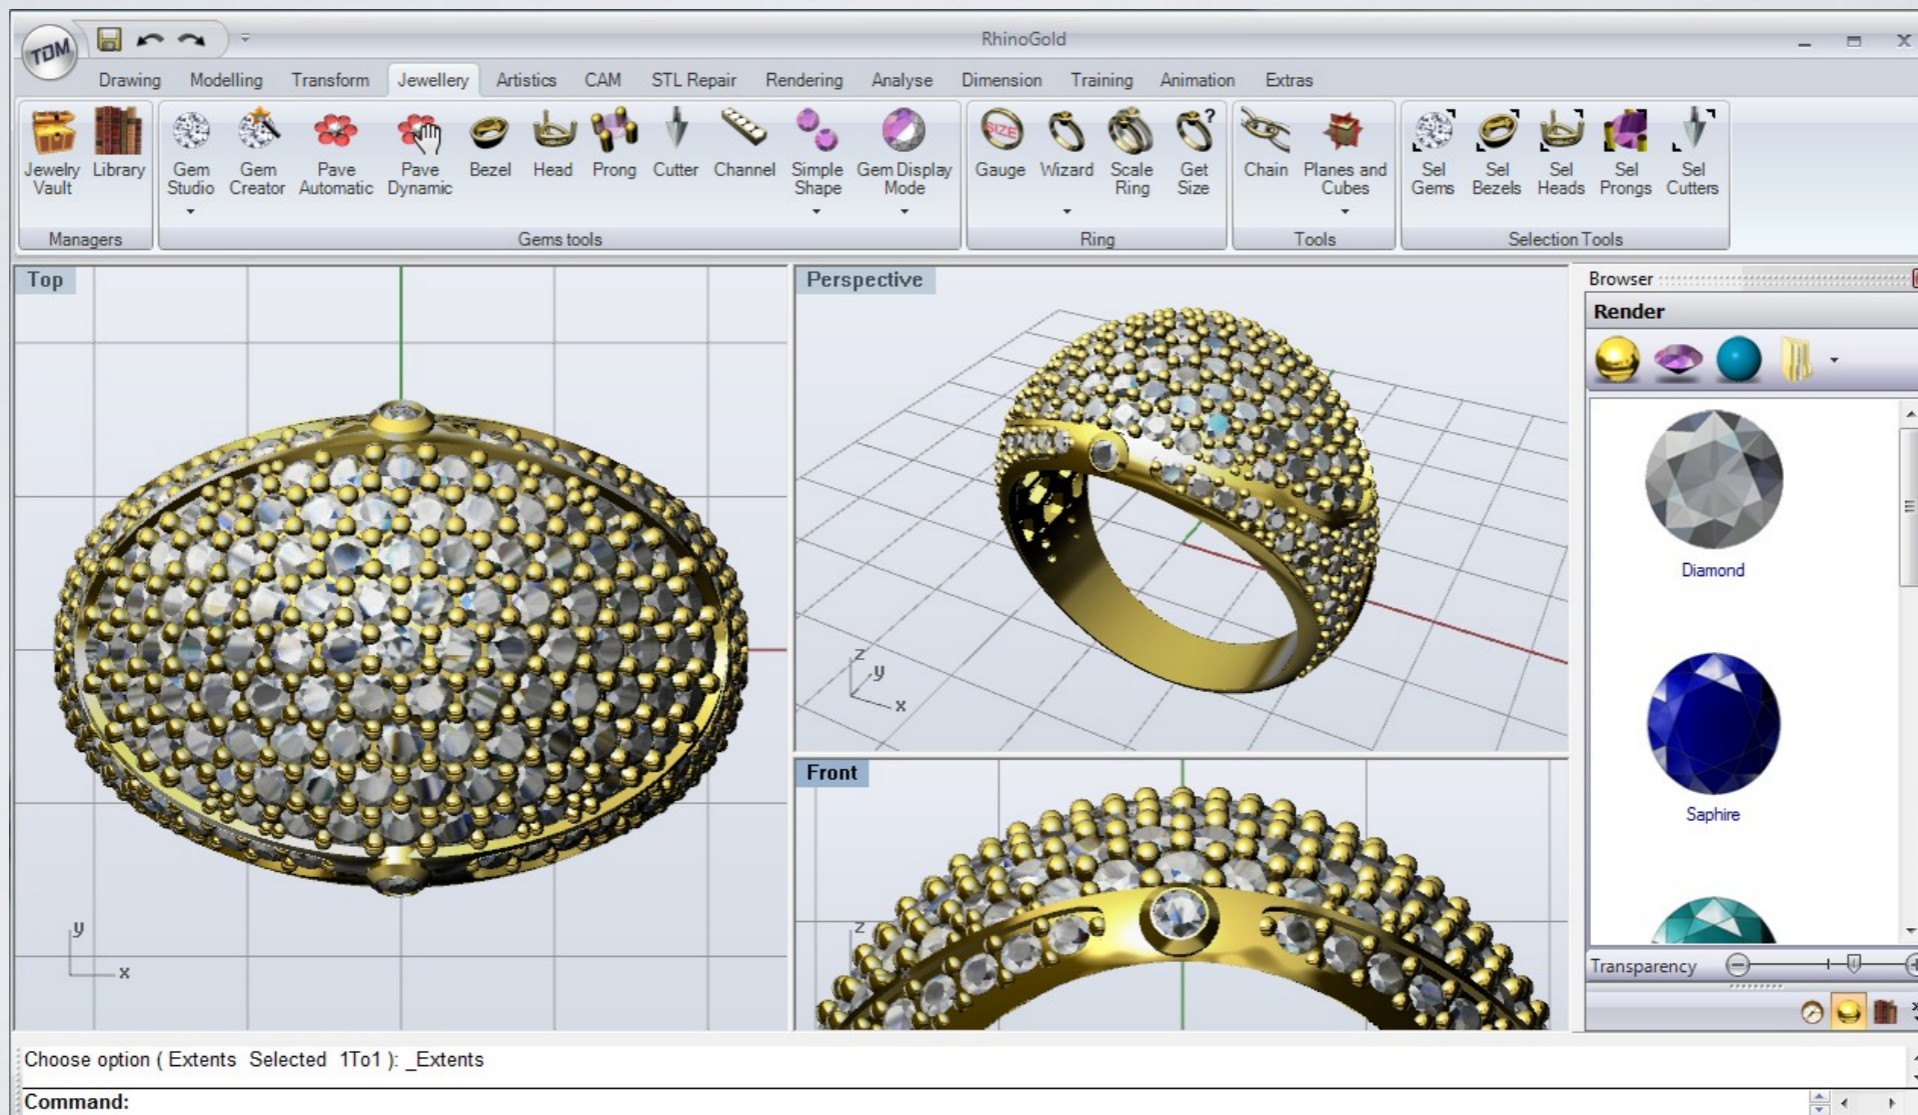 TDM
RhinoGold
Drawing Modelling Transform Jewellery Artistics CAM STL Repair Rendering Analyse Dimension Training Animation Extras
Jewelry Vault
Library
Gem Studio
Gem Creator
Pave Automatic
Pave Dynamic
Bezel
Head
Prong
Cutter
Channel
Simple Shape
Gem Display Mode
SIZE
Gauge
Wizard
Scale Ring
?
Get Size
Chain
Planes and Cubes
Sel Gems
Sel Bezels
Sel Heads
Sel Prongs
Sel Cutters
Managers
Gems tools
Ring
Tools
Selection Tools
Top
y
x
Perspective
z
y
x
Front
z
Browser
Render
Diamond
Saphire
Transparency
Choose option ( Extents Selected 1To1 ): _Extents
Command: